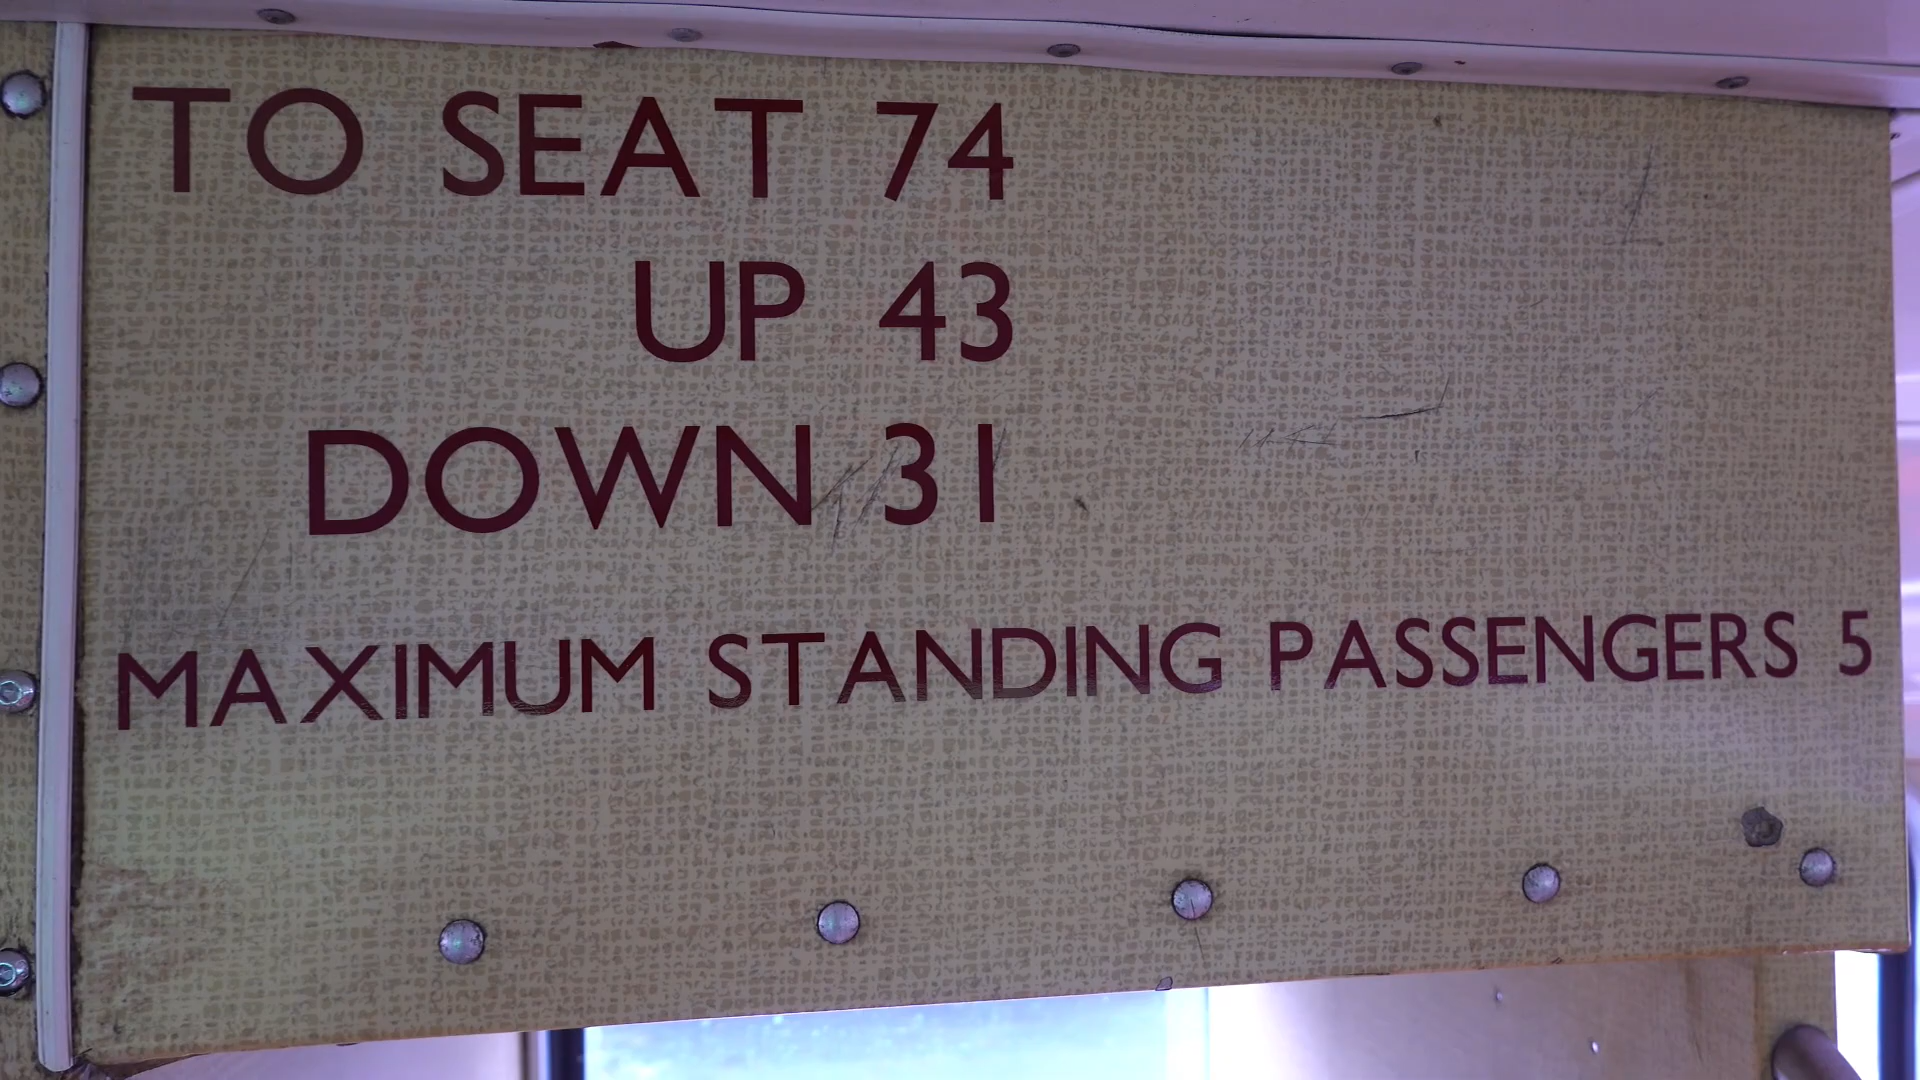 TO SEAT 74
UP 43
DOWN 31
MAXIMUM STANDING PASSENGERS 5